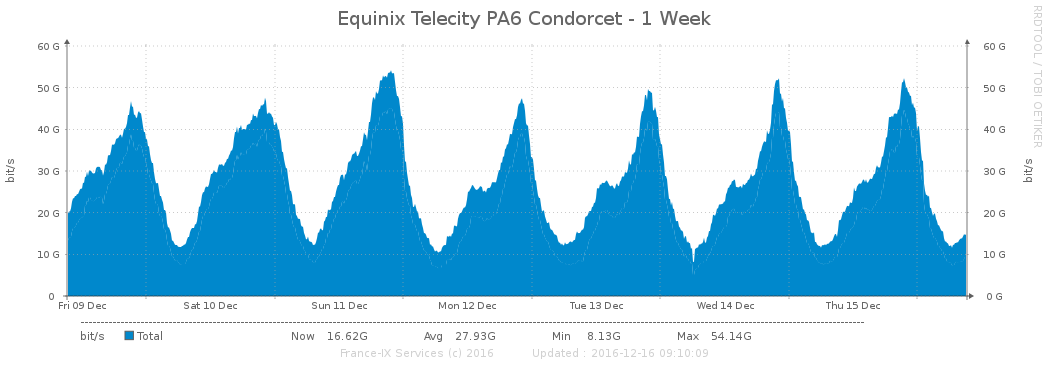 Equinix Telecity PA6 Condorcet - 1 Week
RRDTOOL / TOBI OETIKER
60 G 60 G
50 G 50 G
40 G 40 G
30 G 30 G
20 G 20 G
10 G 10 G
0 0 G
bit/s bit/s
Fri 09 Dec Sat 10 Dec Sun 11 Dec Mon 12 Dec Tue 13 Dec Wed 14 Dec Thu 15 Dec
bit/s Total Now 16.62G Avg 27.93G Min 8.13G Max 54.14G
France-IX Services (c) 2016 Updated : 2016-12-16 09:10:09